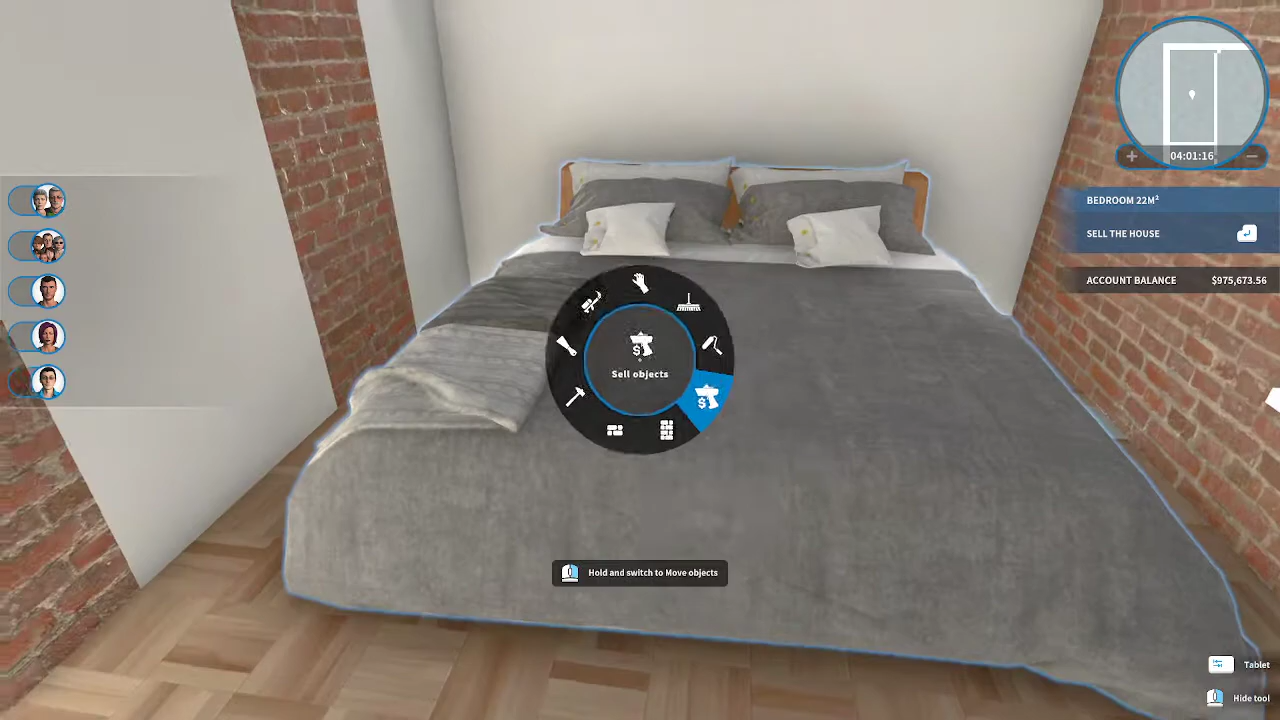 04:01:16
BEDROOM 22M²
SELL THE HOUSE
ACCOUNT BALANCE $975,673.56
$
Sell objects
$
Hold and switch to Move objects
Tablet
Hide tool